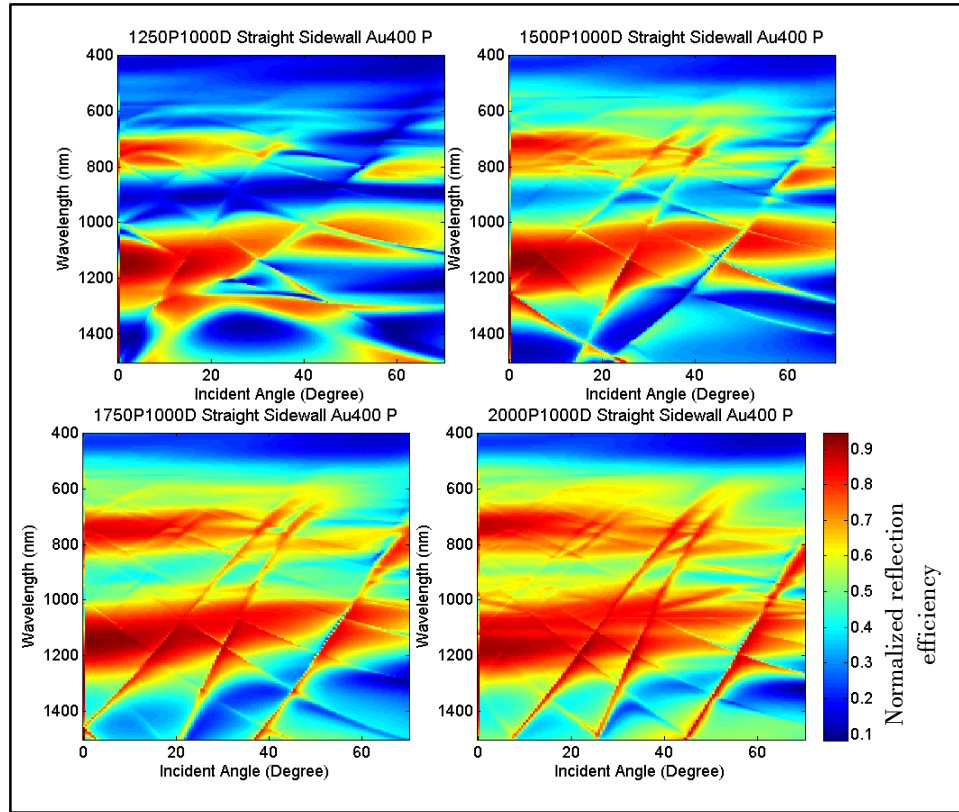 1250P1000D Straight Sidewall Au400 P
400
600
800
1000
1200
1400
Wavelength (nm)
0 20 40 60
Incident Angle (Degree)
1500P1000D Straight Sidewall Au400 P
400
600
800
1000
1200
1400
Wavelength (nm)
0 20 40 60
Incident Angle (Degree)
1750P1000D Straight Sidewall Au400 P
400
600
800
1000
1200
1400
Wavelength (nm)
0 20 40 60
Incident Angle (Degree)
2000P1000D Straight Sidewall Au400 P
400
600
800
1000
1200
1400
Wavelength (nm)
0 20 40 60
Incident Angle (Degree)
0.9
0.8
0.7
0.6
0.5
0.4
0.3
0.2
0.1
Normalized reflection
efficiency